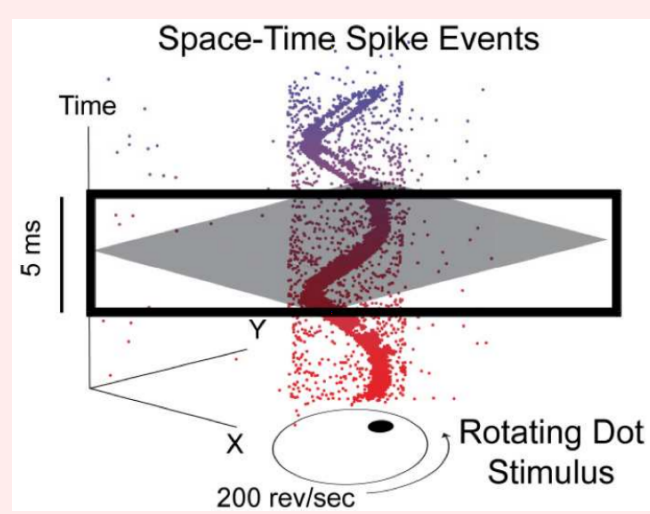 Space-Time Spike Events
Time
5 ms
Y
X
Rotating Dot
Stimulus
200 rev/sec